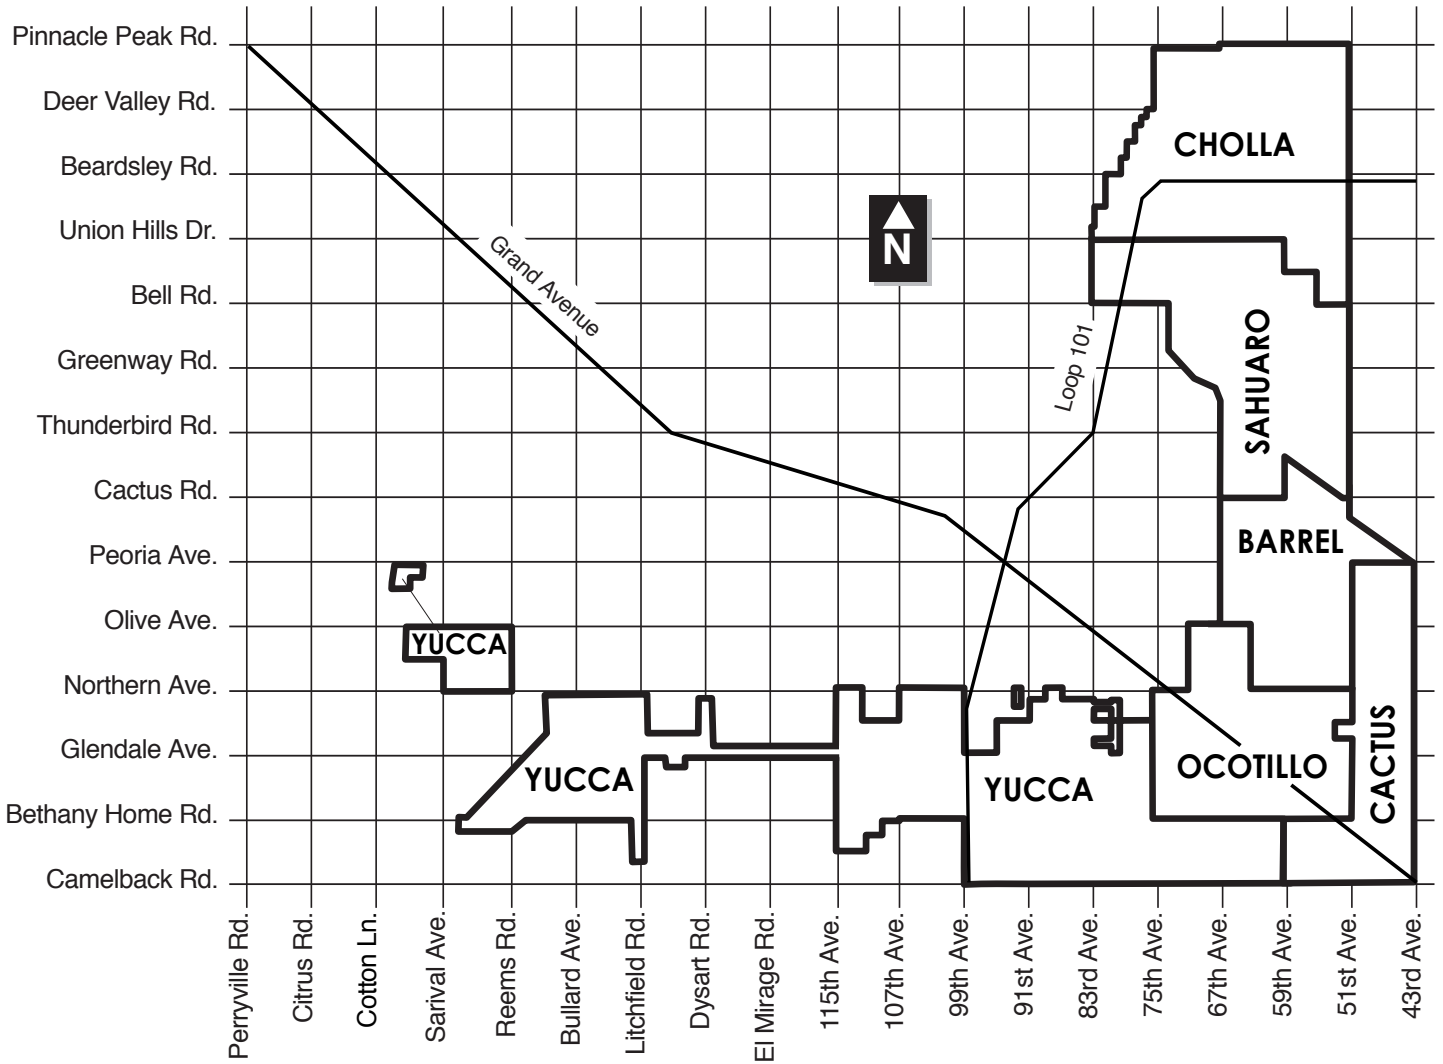 Pinnacle Peak Rd.
Deer Valley Rd.
CHOLLA
Beardsley Rd.
Union Hills Dr.
N
Grand Avenue
Bell Rd.
Greenway Rd.
Loop 101
SAHUARO
Thunderbird Rd.
Cactus Rd.
BARREL
Peoria Ave.
Olive Ave.
YUCCA
Northern Ave.
Glendale Ave.
YUCCA
YUCCA
OCOTILLO
CACTUS
Bethany Home Rd.
Camelback Rd.
Perryville Rd.
Citrus Rd.
Cotton Ln.
Sarival Ave.
Reems Rd.
Bullard Ave.
Litchfield Rd.
Dysart Rd.
El Mirage Rd.
115th Ave.
107th Ave.
99th Ave.
91st Ave.
83rd Ave.
75th Ave.
67th Ave.
59th Ave.
51st Ave.
43rd Ave.